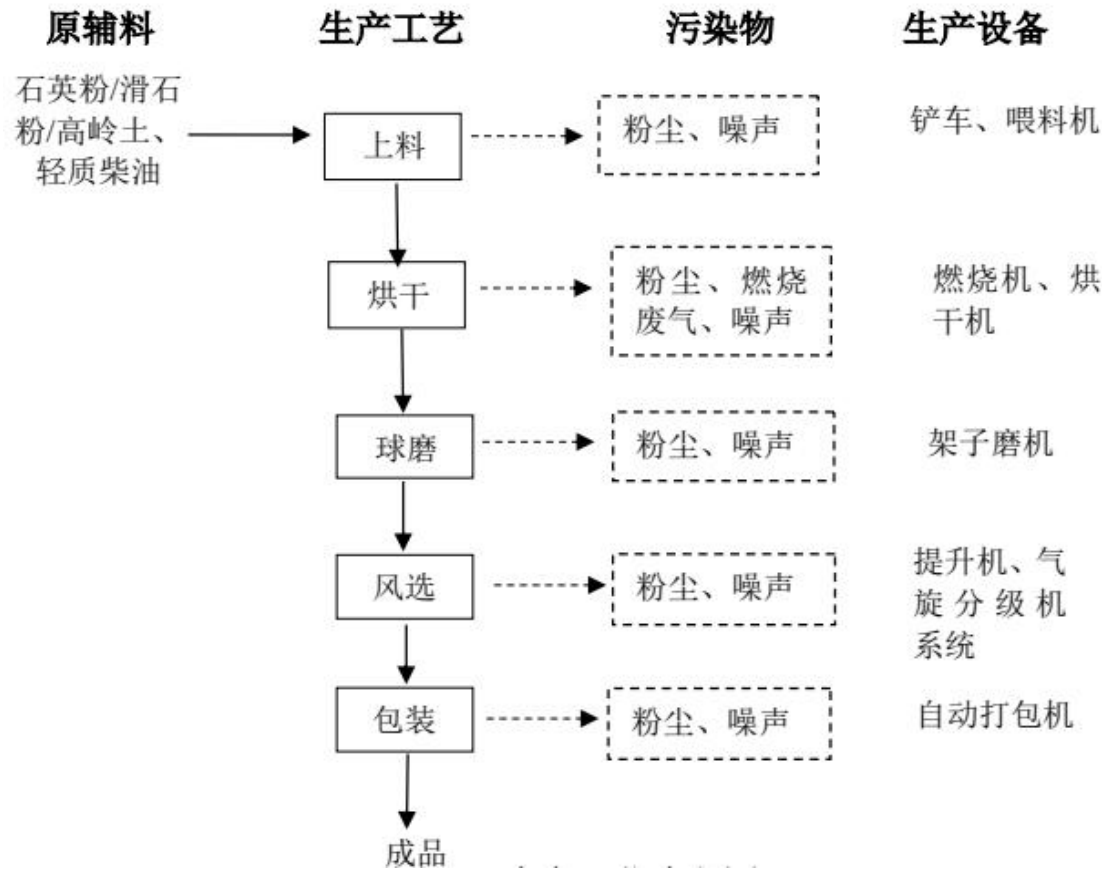 原辅料 生产工艺 污染物 生产设备
石英粉/滑石
粉/高岭土、
轻质柴油
上料
粉尘、噪声
铲车、喂料机
烘干
粉尘、燃烧
废气、噪声
燃烧机、烘
干机
球磨
粉尘、噪声
架子磨机
风选
粉尘、噪声
提升机、气
旋分级机
系统
包装
粉尘、噪声
自动打包机
成品